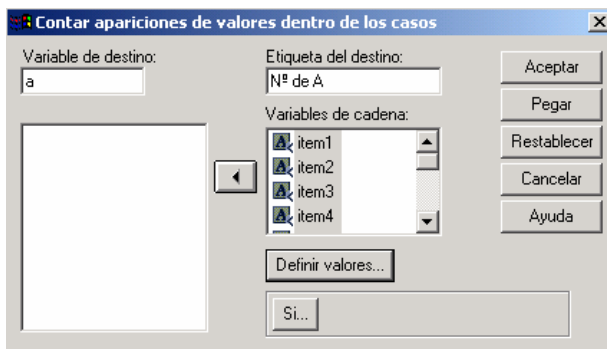 Contar apariciones de valores dentro de los casos
Variable de destino:
a
Etiqueta del destino:
Nº de A
Variables de cadena:
item1
item2
item3
item4
Definir valores...
Si...
Aceptar
Pegar
Restablecer
Cancelar
Ayuda